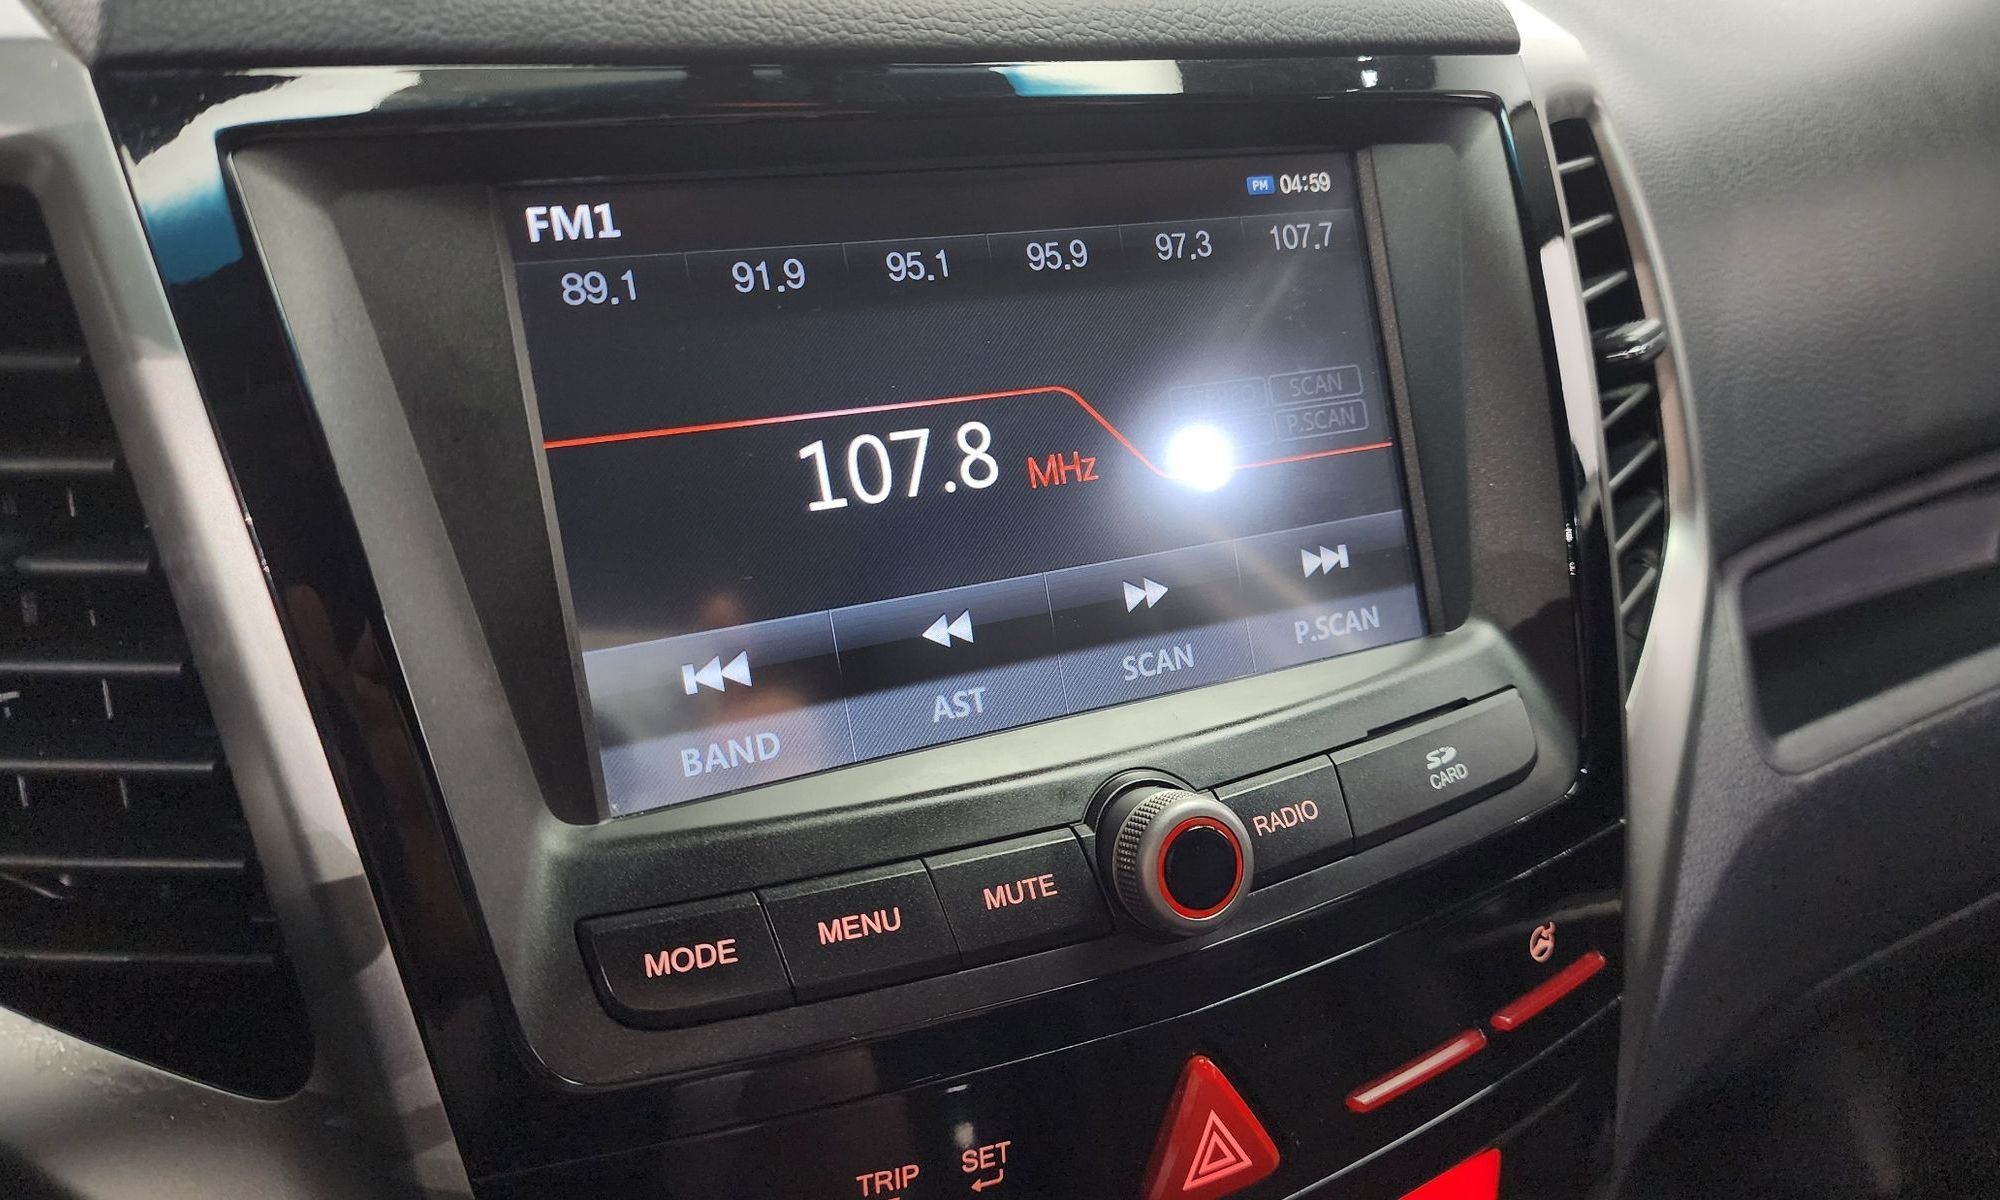 PM 04:59
FM1
89.1 91.9 95.1 95.9 97.3 107.7
SCAN
P.SCAN
107.8 MHz
BAND AST SCAN P.SCAN
MODE MENU MUTE RADIO SD CARD
TRIP SET